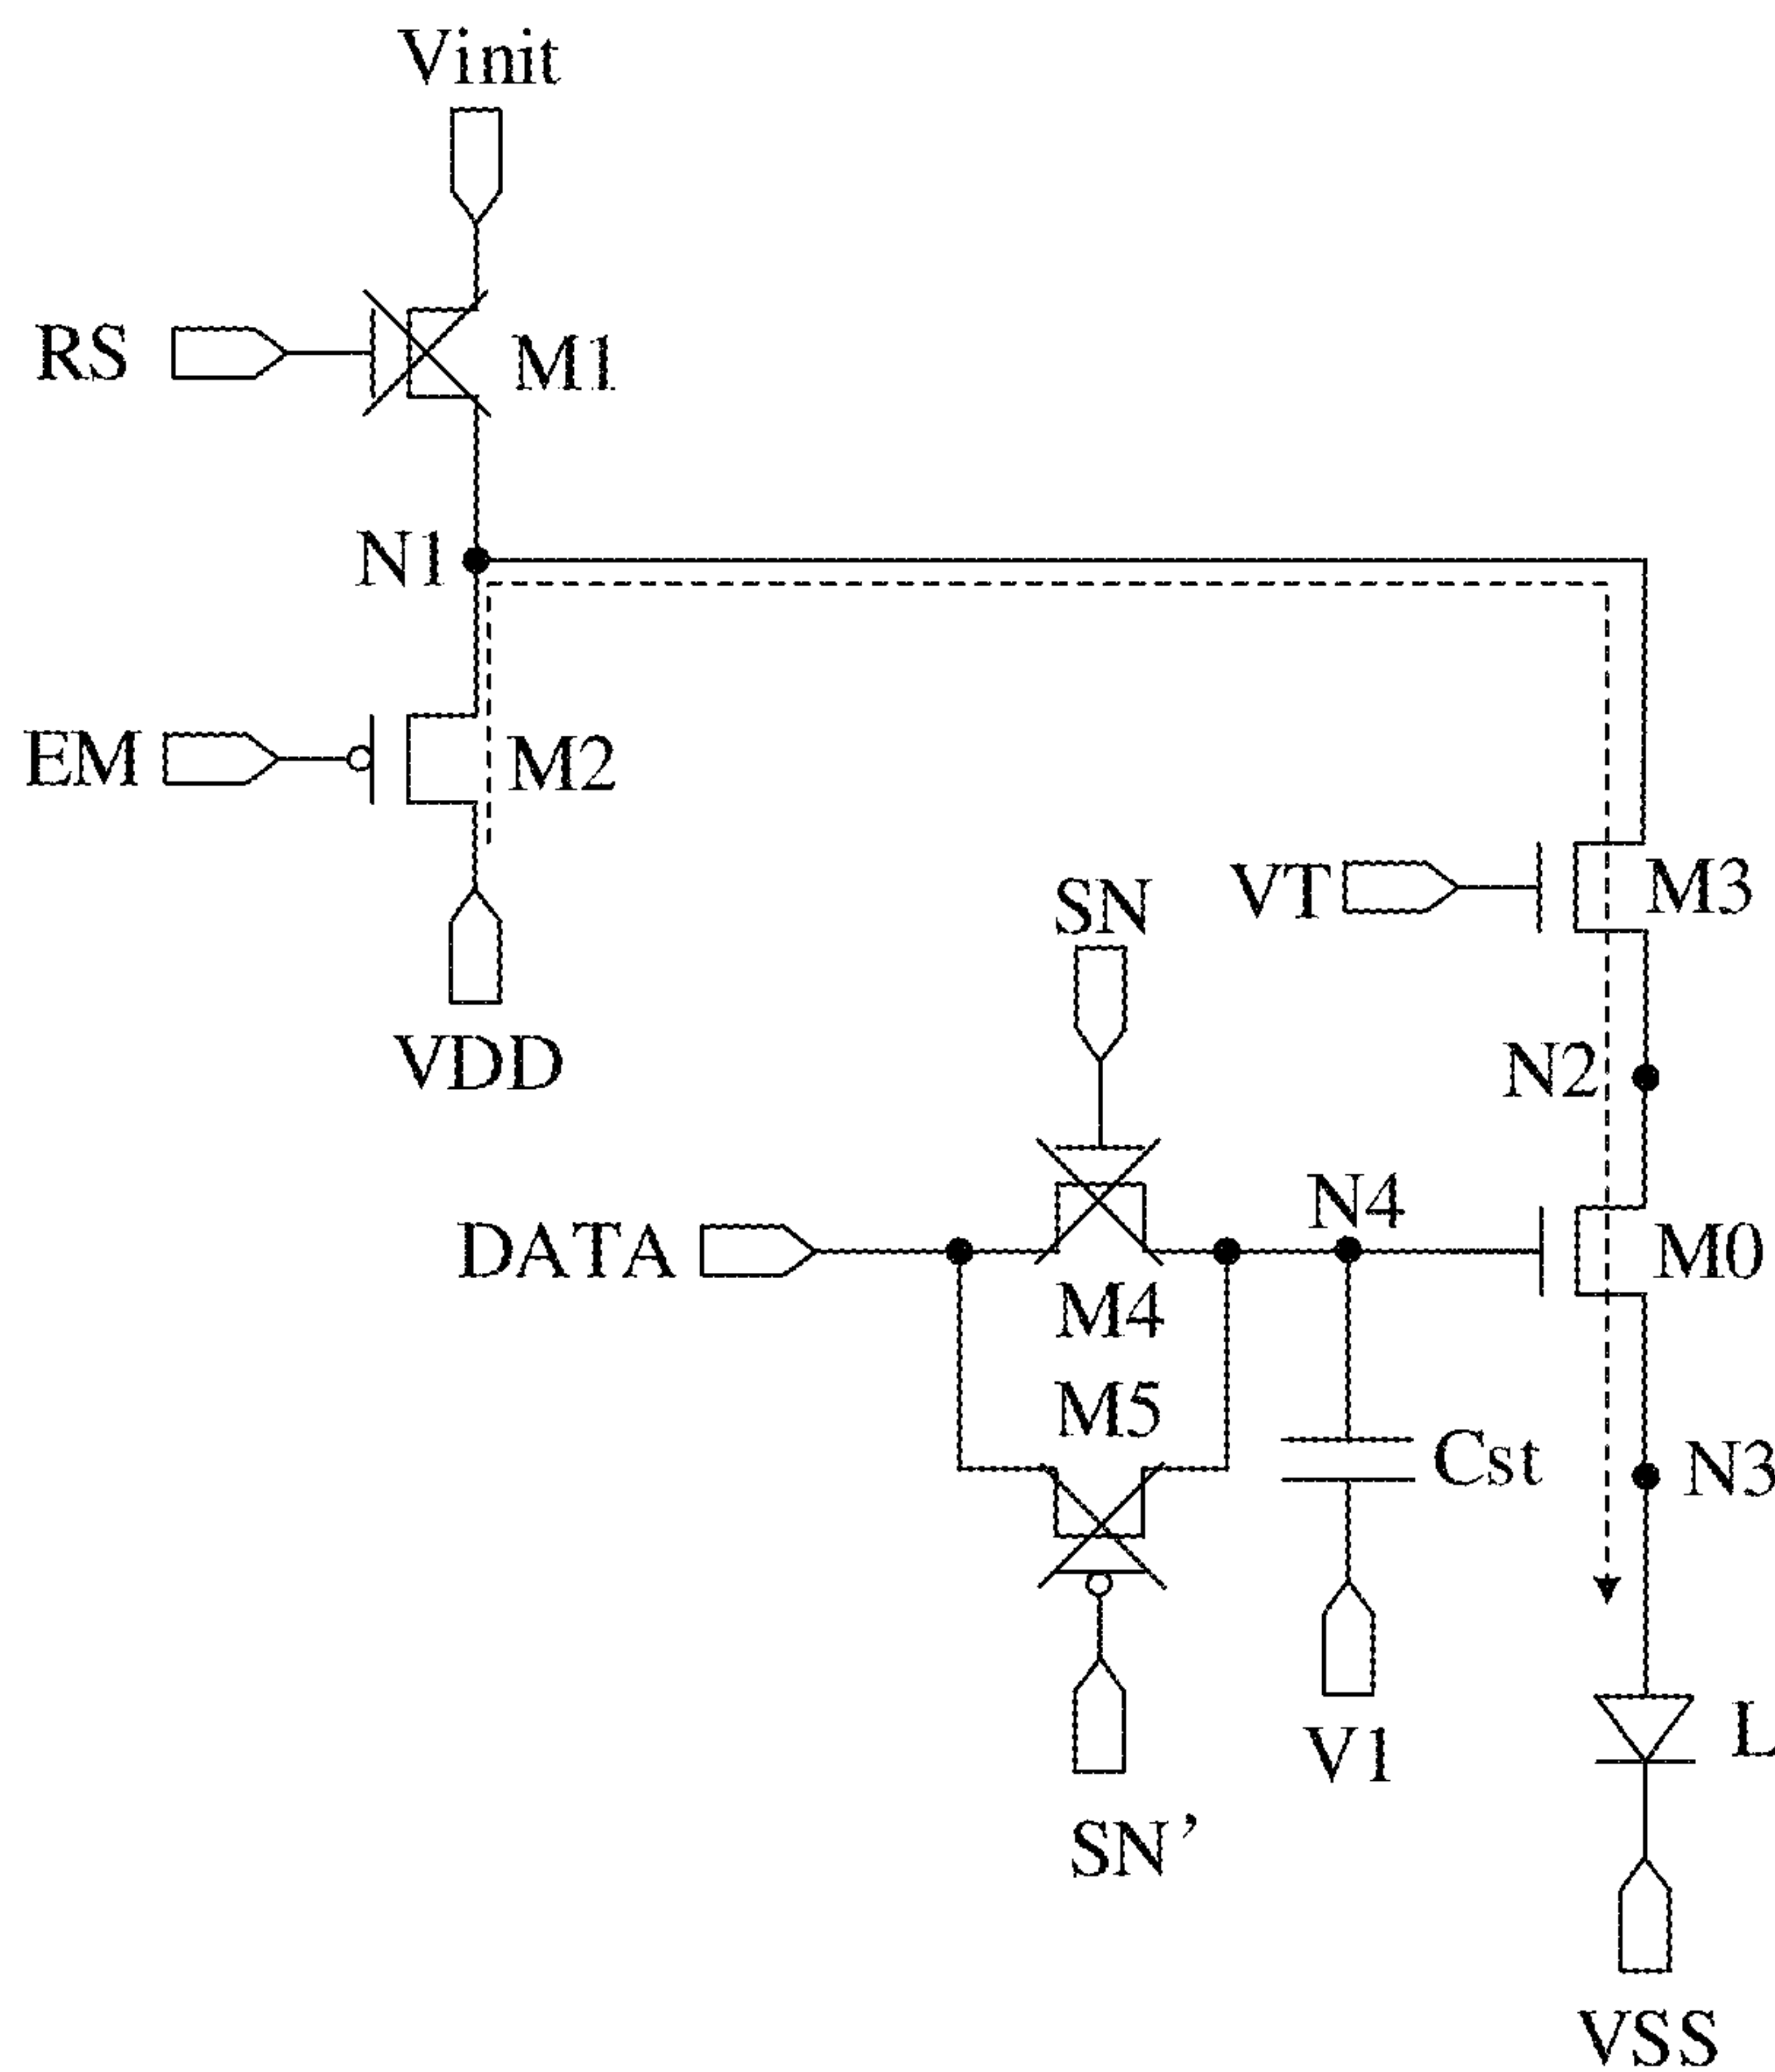 Vinit
RS
M1
N1
EM
M2
VDD
SN
VT
M3
N2
DATA
N4
M0
M4
M5
Cst
N3
V1
L
SN’
VSS